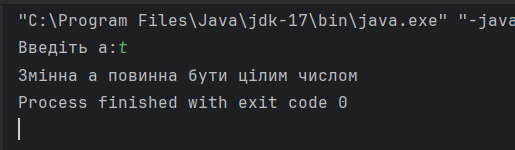 "C:\Program Files\Java\jdk-17\bin\java.exe" "-java
Введіть a:t
Змінна a повинна бути цілим числом
Process finished with exit code 0